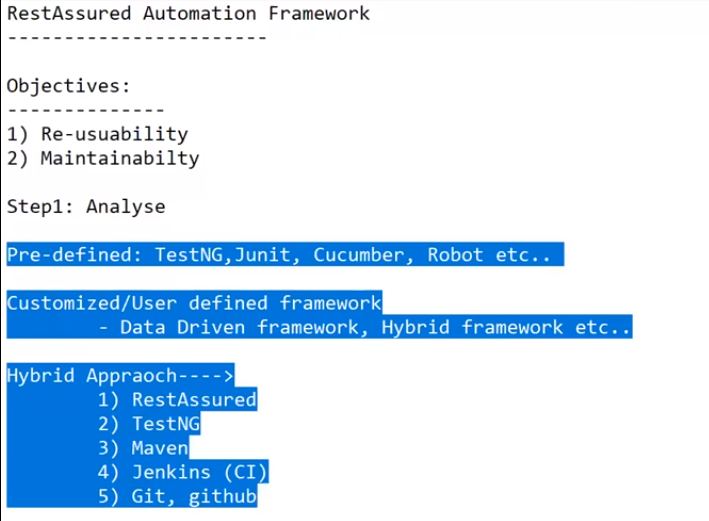 RestAssured Automation Framework
-----------------------
Objectives:
--------------
1) Re-usuability
2) Maintainabilty
Step1: Analyse
Pre-defined: TestNG,Junit, Cucumber, Robot etc..
Customized/User defined framework
- Data Driven framework, Hybrid framework etc..
Hybrid Appraoch---->
1) RestAssured
2) TestNG
3) Maven
4) Jenkins (CI)
5) Git, github